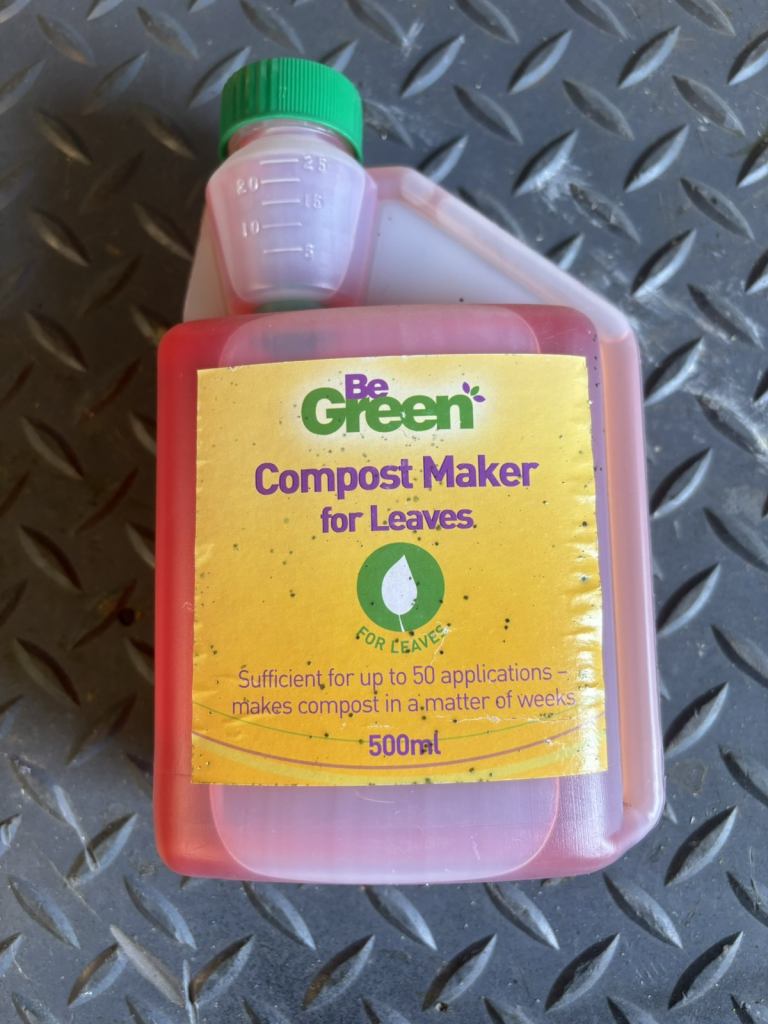 25
20
15
10
5
Be
Green
Compost Maker
for Leaves
FOR LEAVES
Sufficient for up to 50 applications –
makes compost in a matter of weeks
500ml